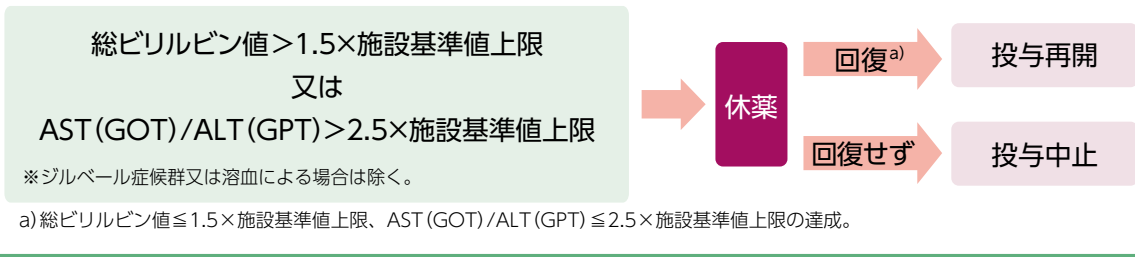 総ビリルビン値＞1.5×施設基準値上限
又は
AST（GOT）/ALT（GPT）＞2.5×施設基準値上限
※ジルベール症候群又は溶血による場合は除く。
休薬
回復a)
投与再開
回復せず
投与中止
a）総ビリルビン値≦1.5×施設基準値上限、AST（GOT）/ALT（GPT）≦2.5×施設基準値上限の達成。